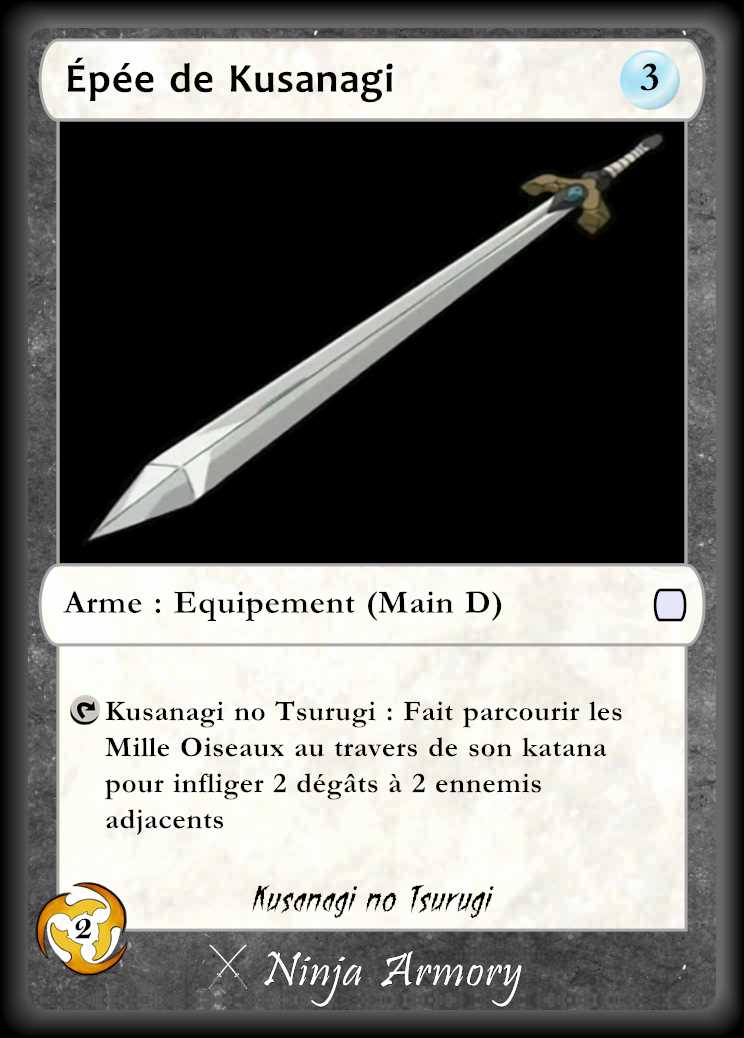 Épée de Kusanagi
3
Arme : Equipement (Main D)
Kusanagi no Tsurugi : Fait parcourir les
Mille Oiseaux au travers de son katana
pour infliger 2 dégâts à 2 ennemis
adjacents
Kusanagi no Tsurugi
2
Ninja Armory